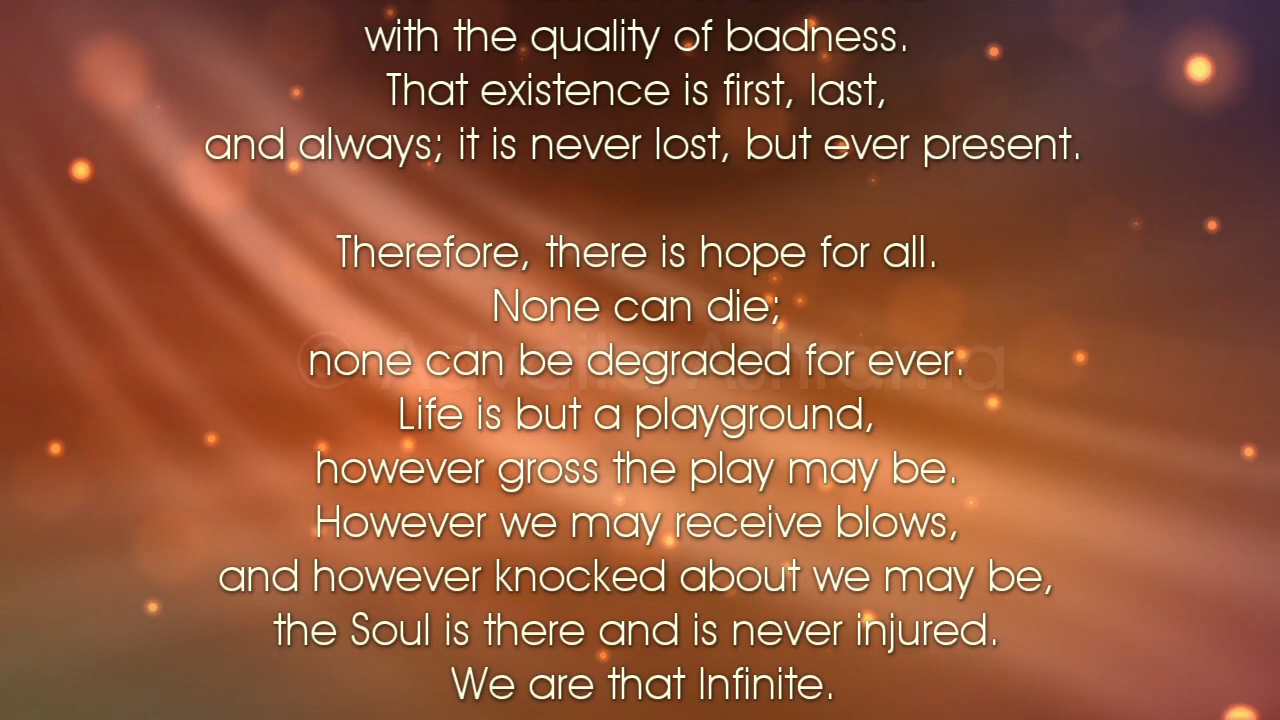 with the quality of badness.
That existence is first, last,
and always; it is never lost, but ever present.
Therefore, there is hope for all.
None can die;
© Advaita Ashrama
none can be degraded for ever.
Life is but a playground,
however gross the play may be.
However we may receive blows,
and however knocked about we may be,
the Soul is there and is never injured.
We are that Infinite.